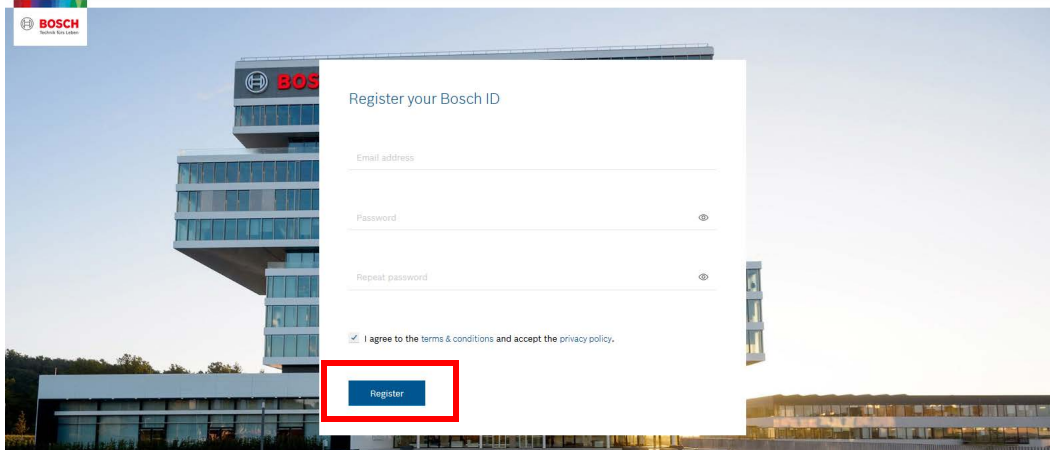 BOSCH
Technik fürs Leben
BOS
Register your Bosch ID
Email address
Password
Repeat password
I agree to the terms & conditions and accept the privacy policy.
Register